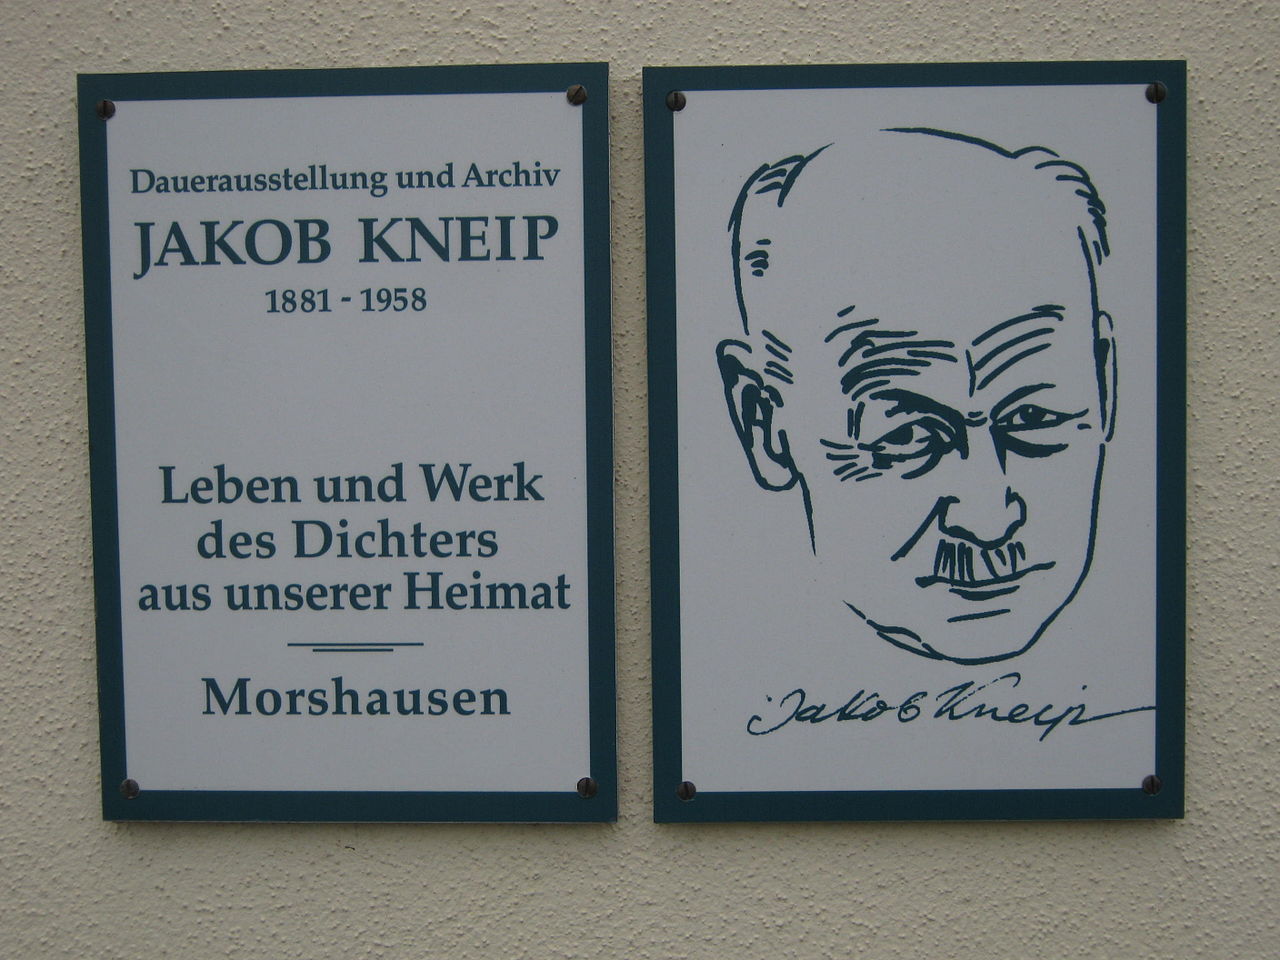 Dauerausstellung und Archiv
JAKOB KNEIP
1881 - 1958
Leben und Werk
des Dichters
aus unserer Heimat
Morshausen
Jakob Kneip